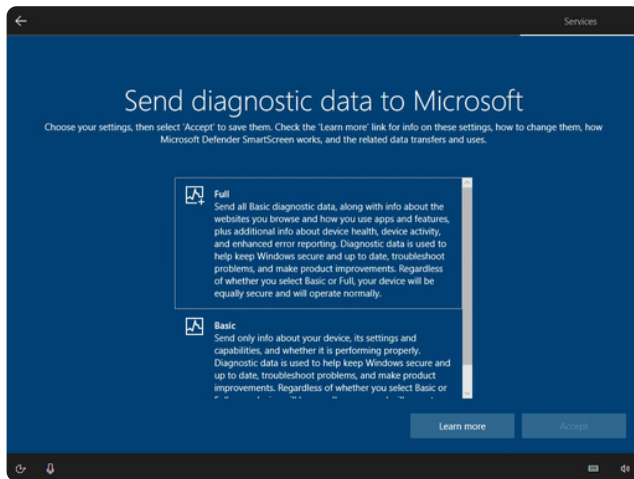 Services
Send diagnostic data to Microsoft
Choose your settings, then select 'Accept' to save them. Check the 'Learn more' link for info on these settings, how to change them, how
Microsoft Defender SmartScreen works, and the related data transfers and uses.
Full
Send all Basic diagnostic data, along with info about the
websites you browse and how you use apps and features,
plus additional info about device health, device activity,
and enhanced error reporting. Diagnostic data is used to
help keep Windows secure and up to date, troubleshoot
problems, and make product improvements. Regardless
of whether you select Basic or Full, your device will be
equally secure and will operate normally.
Basic
Send only info about your device, its settings and
capabilities, and whether it is performing properly.
Diagnostic data is used to help keep Windows secure and
up to date, troubleshoot problems, and make product
improvements. Regardless of whether you select Basic or
Learn more
Accept